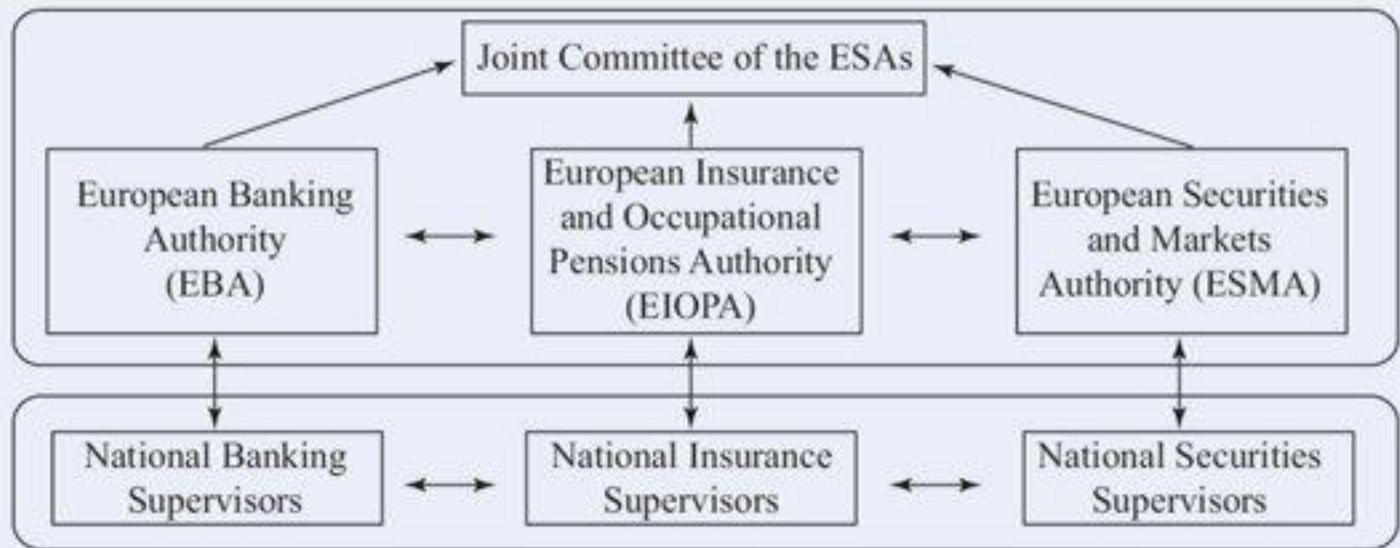 Joint Committee of the ESAs
European Banking
Authority
(EBA)
European Insurance
and Occupational
Pensions Authority
(EIOPA)
European Securities
and Markets
Authority (ESMA)
National Banking
Supervisors
National Insurance
Supervisors
National Securities
Supervisors